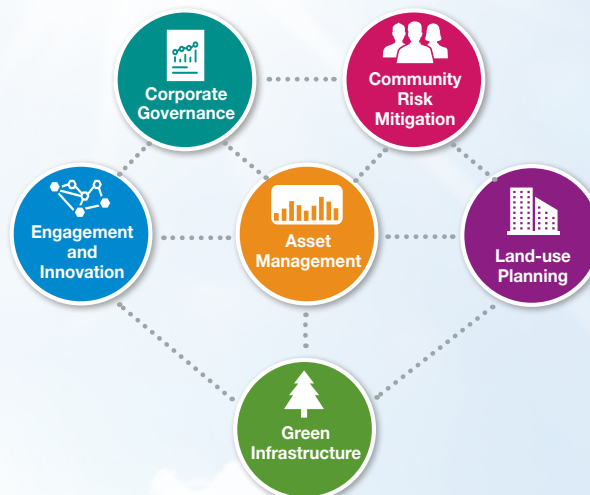 Corporate
Governance
Community
Risk
Mitigation
Engagement
and
Innovation
Asset
Management
Land-use
Planning
Green
Infrastructure